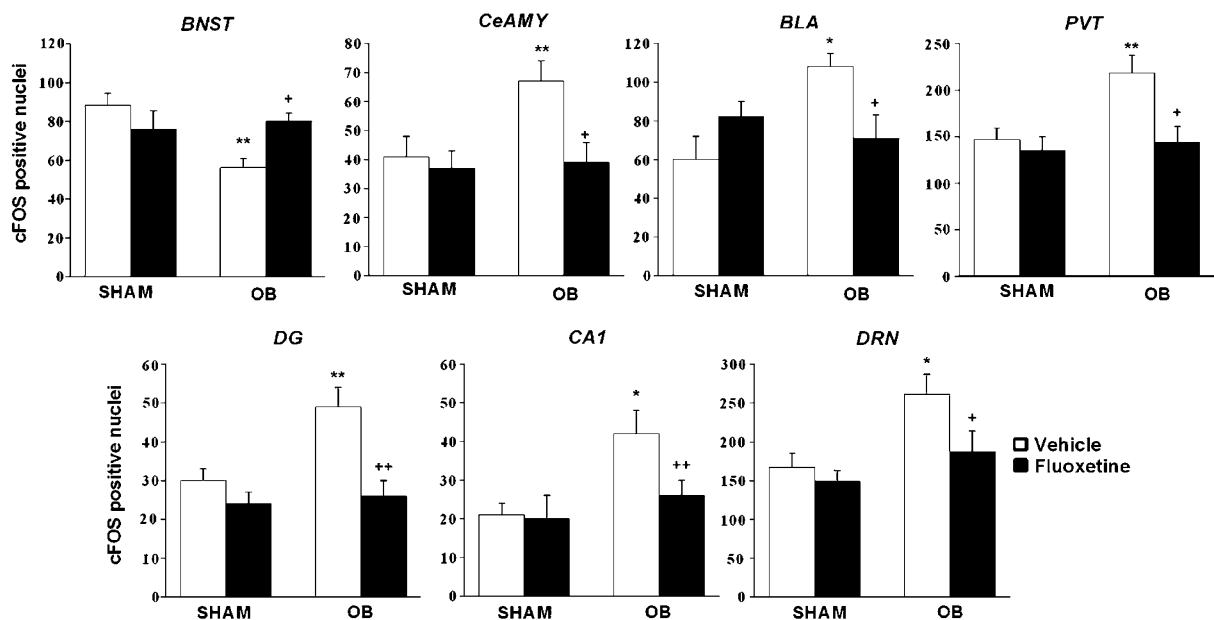 BNST
CeAMY
BLA
PVT
cFOS positive nuclei
120
100
80
60
40
20
0
**
+
SHAM
OB
80
70
60
50
40
30
20
10
0
**
+
SHAM
OB
120
100
80
60
40
20
0
*
+
SHAM
OB
250
200
150
100
50
0
**
+
SHAM
OB
DG
CA1
DRN
cFOS positive nuclei
60
50
40
30
20
10
0
**
++
SHAM
OB
60
50
40
30
20
10
0
*
++
SHAM
OB
300
250
200
150
100
50
0
*
+
SHAM
OB
Vehicle
Fluoxetine